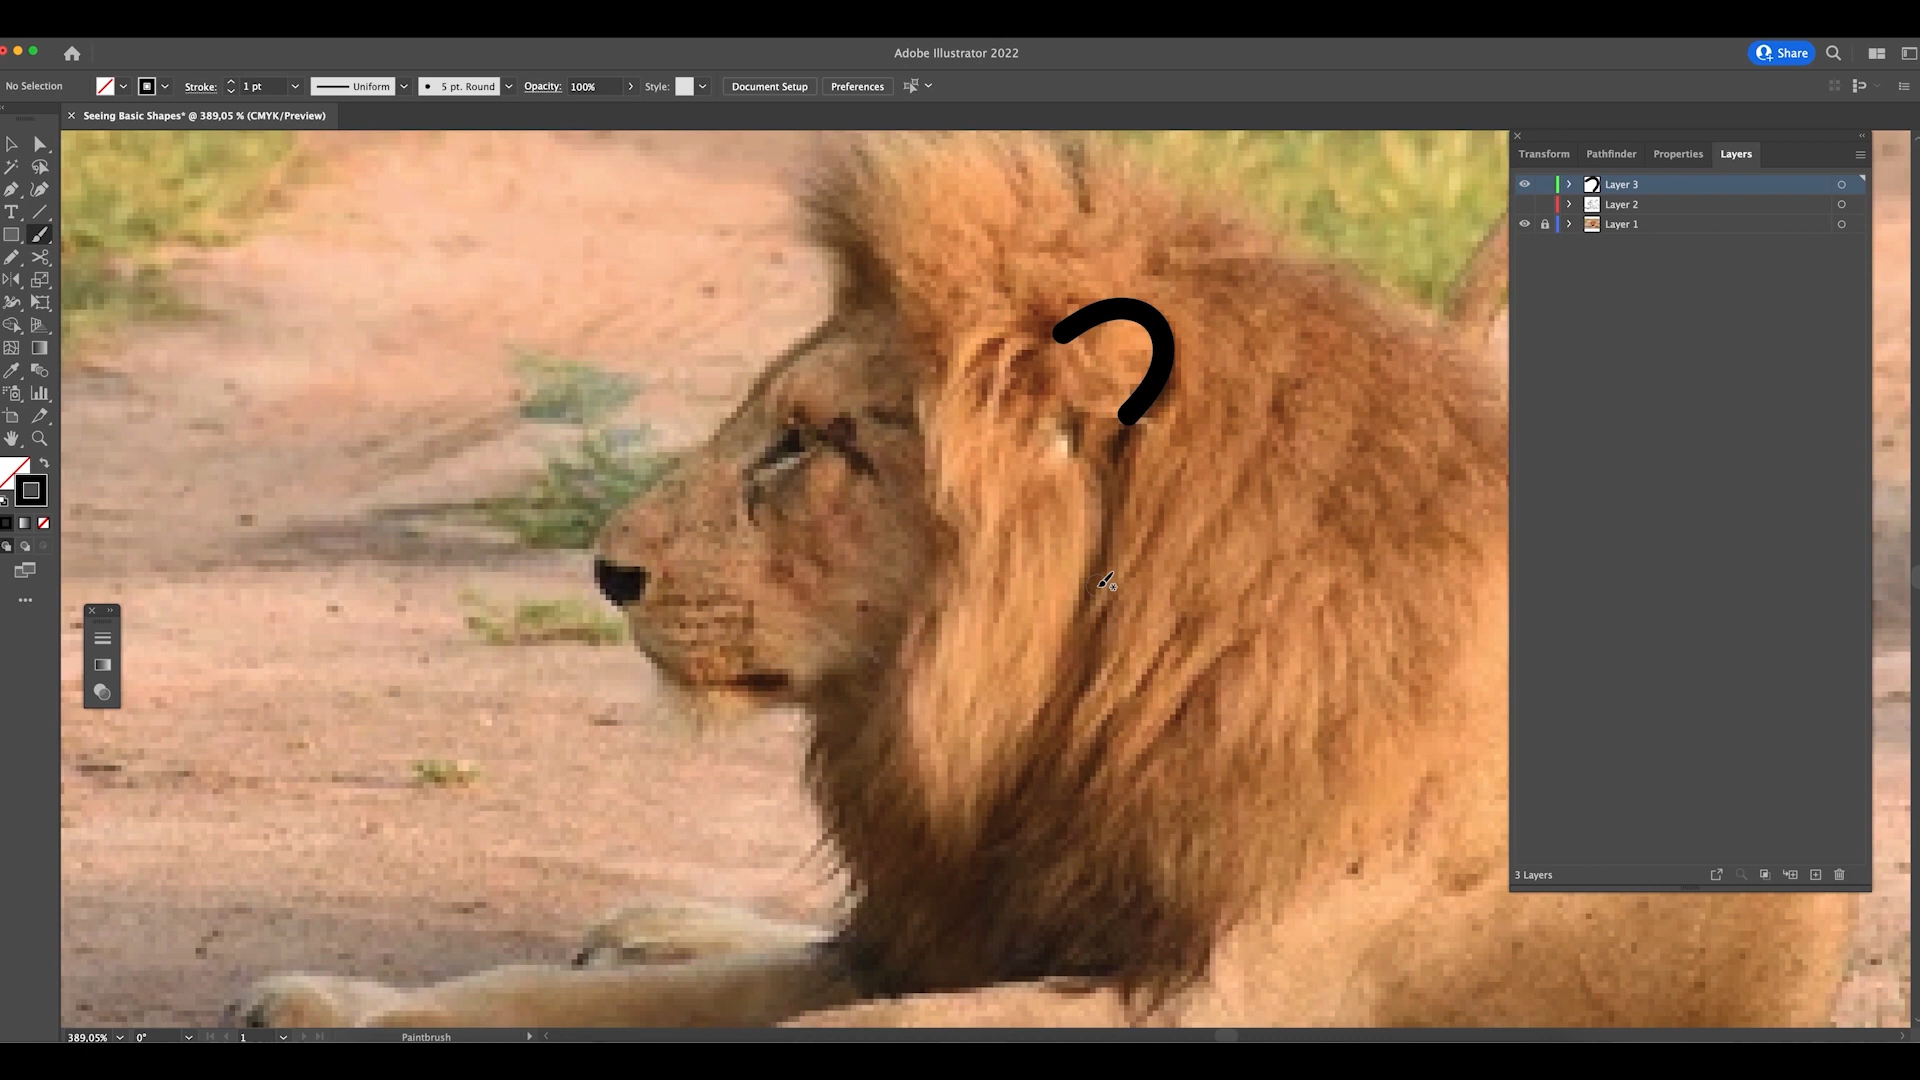 Adobe Illustrator 2022
Share
No Selection
Stroke:
1 pt
Uniform
5 pt. Round
Opacity:
100%
Style:
Document Setup
Preferences
Seeing Basic Shapes* @ 389,05 % (CMYK/Preview)
Transform
Pathfinder
Properties
Layers
Layer 3
Layer 2
Layer 1
3 Layers
389,05%
0°
1
Paintbrush